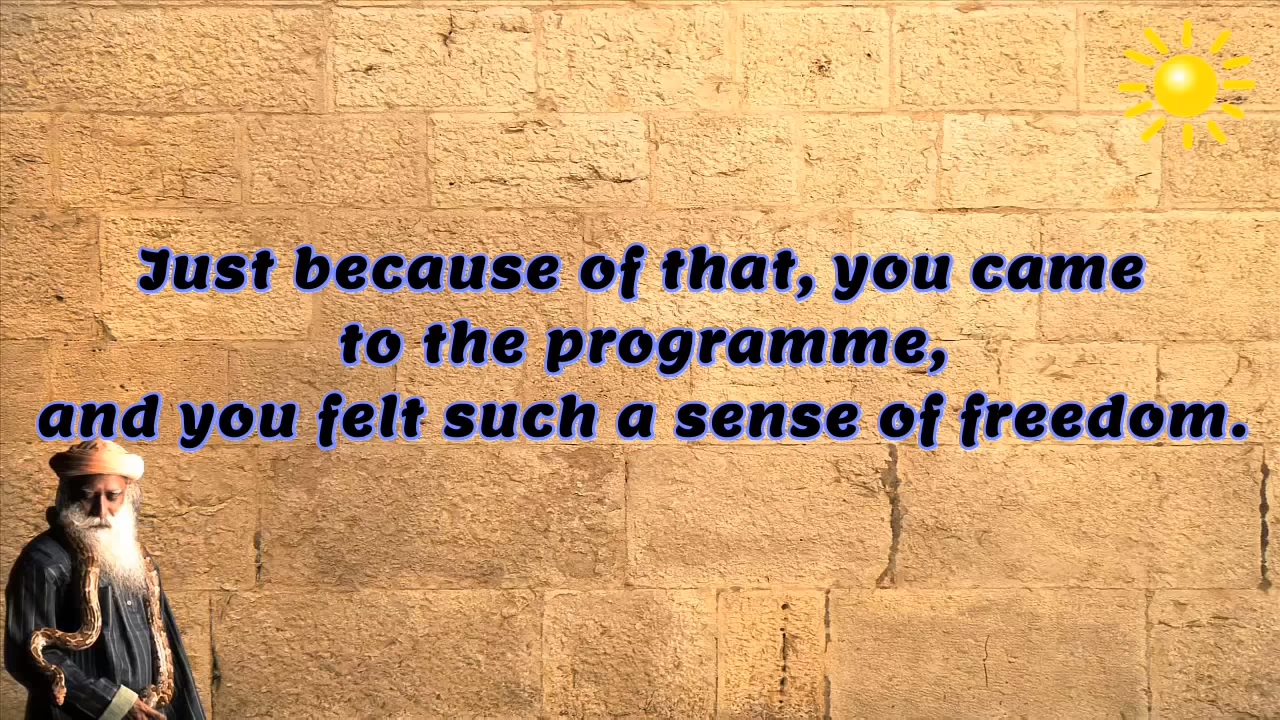 Just because of that, you came
to the programme,
and you felt such a sense of freedom.